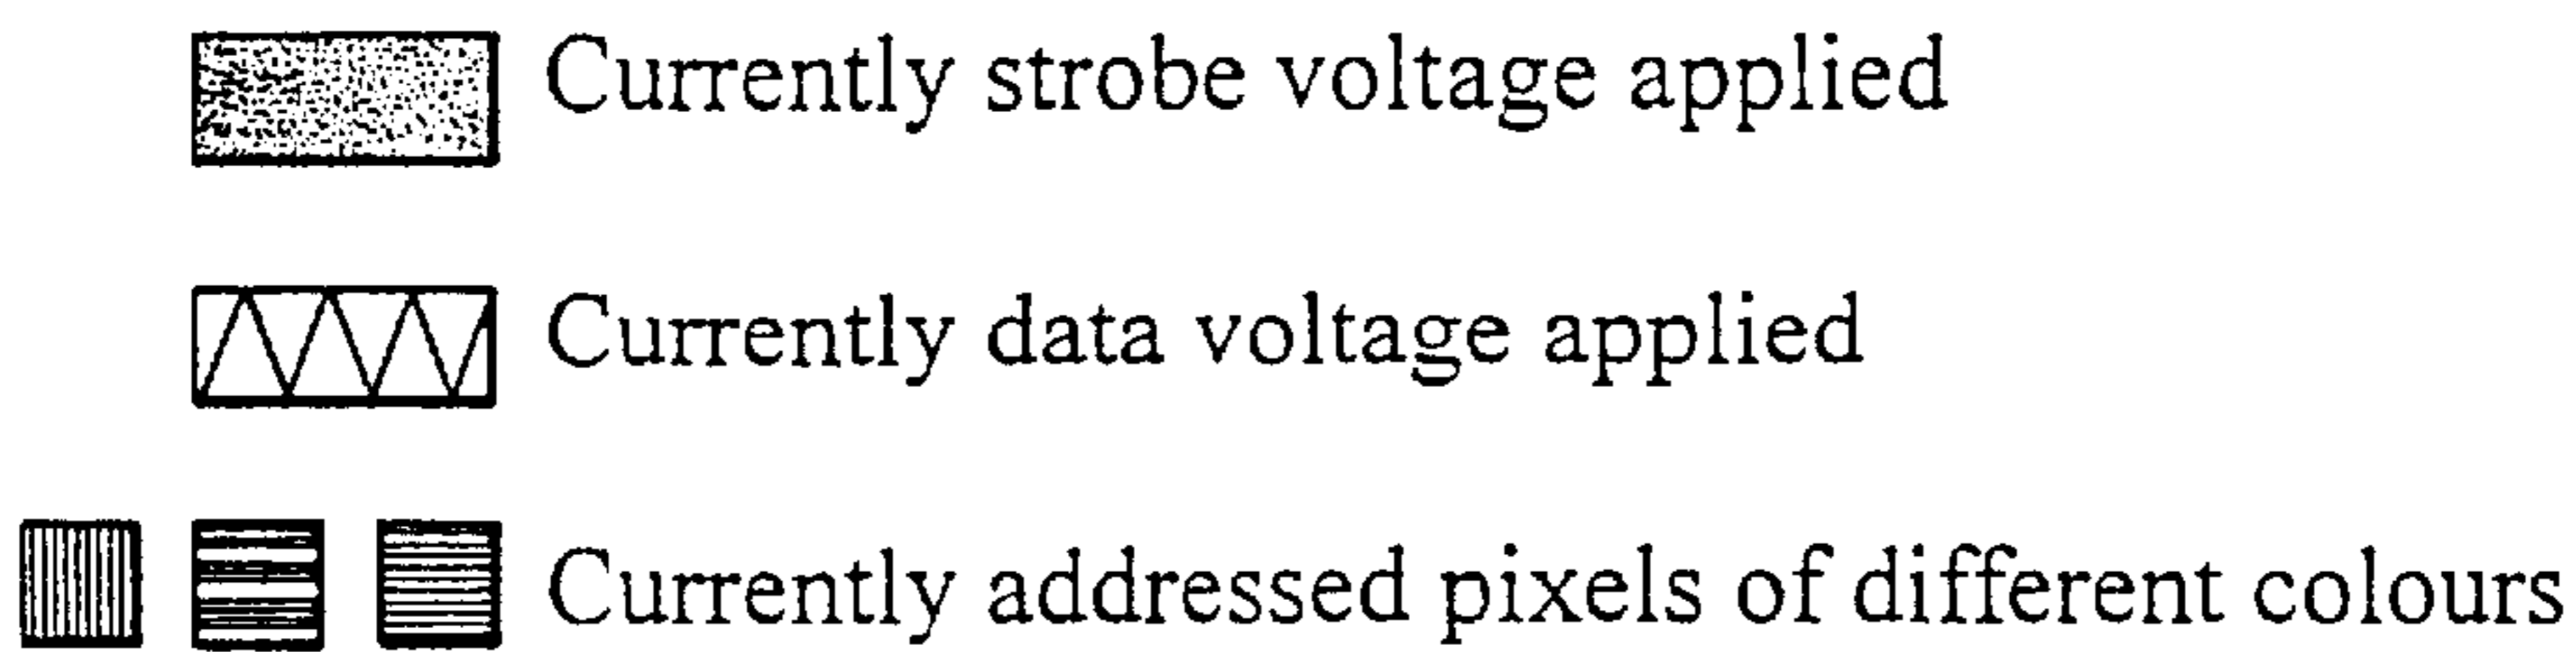 Currently strobe voltage applied
Currently data voltage applied
Currently addressed pixels of different colours